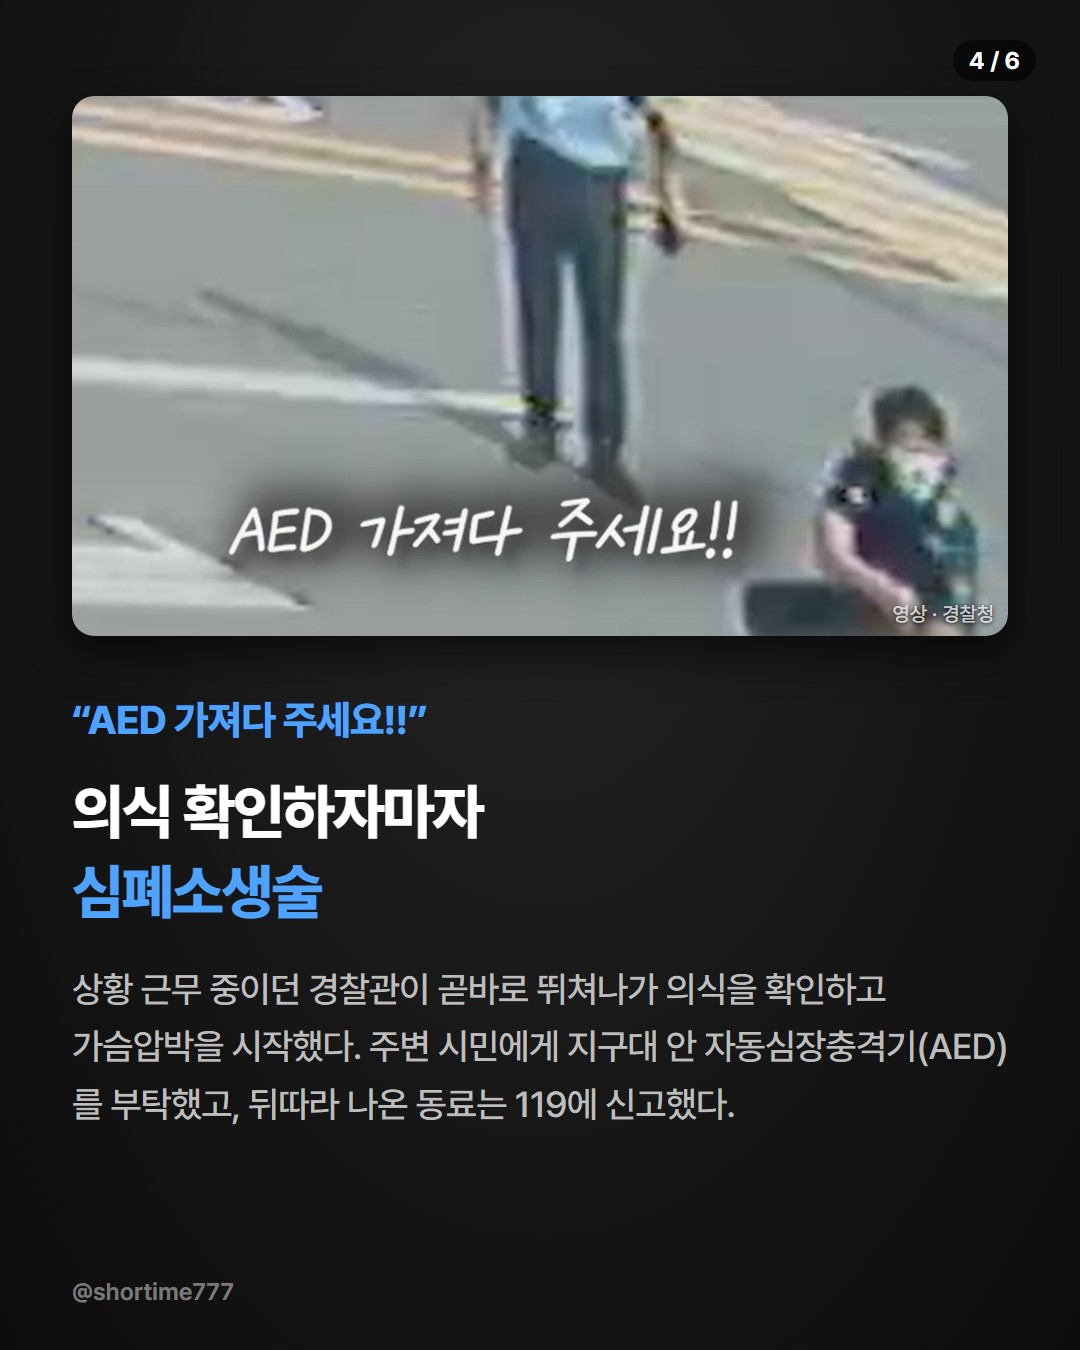 4 / 6
AED 가져다 주세요!!
영상 · 경찰청
“AED 가져다 주세요!!”
의식 확인하자마자
심폐소생술
상황 근무 중이던 경찰관이 곧바로 뛰쳐나가 의식을 확인하고
가슴압박을 시작했다. 주변 시민에게 지구대 안 자동심장충격기(AED)
를 부탁했고, 뒤따라 나온 동료는 119에 신고했다.
@shortime777